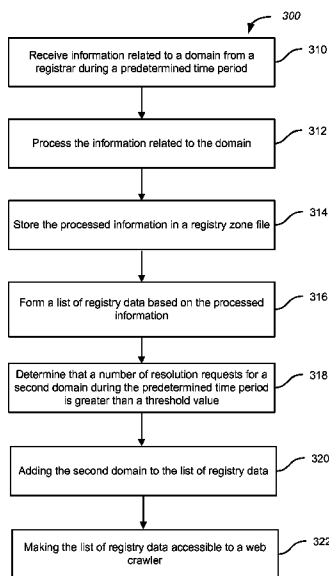 300
Receive information related to a domain from a
registrar during a predetermined time period
310
Process the information related to the domain
312
Store the processed information in a registry zone file
314
Form a list of registry data based on the processed
information
316
Determine that a number of resolution requests for a
second domain during the predetermined time period
is greater than a threshold value
318
Adding the second domain to the list of registry data
320
Making the list of registry data accessible to a web
crawler
322